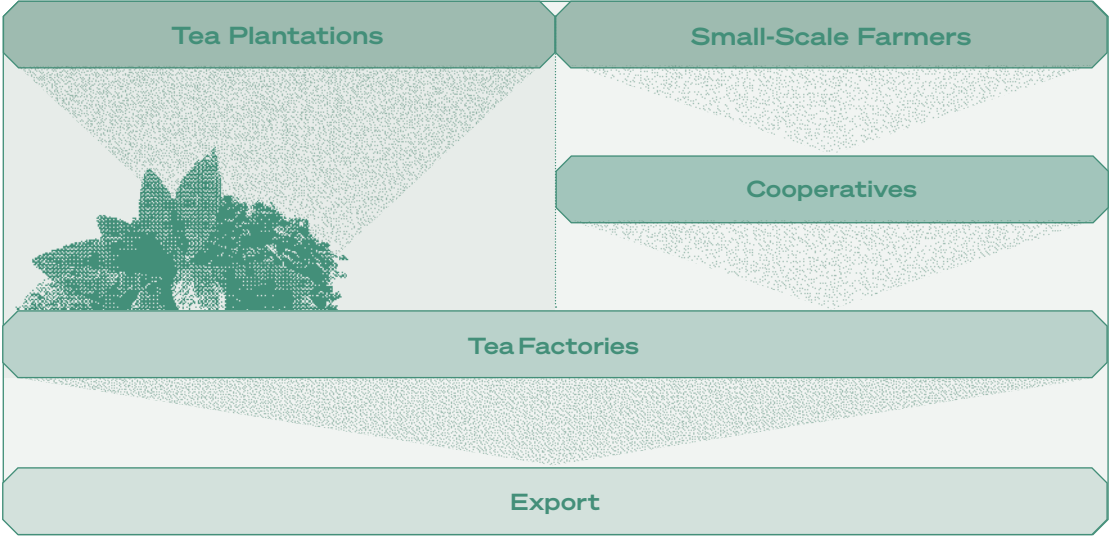 Tea Plantations
Small-Scale Farmers
Cooperatives
Tea Factories
Export